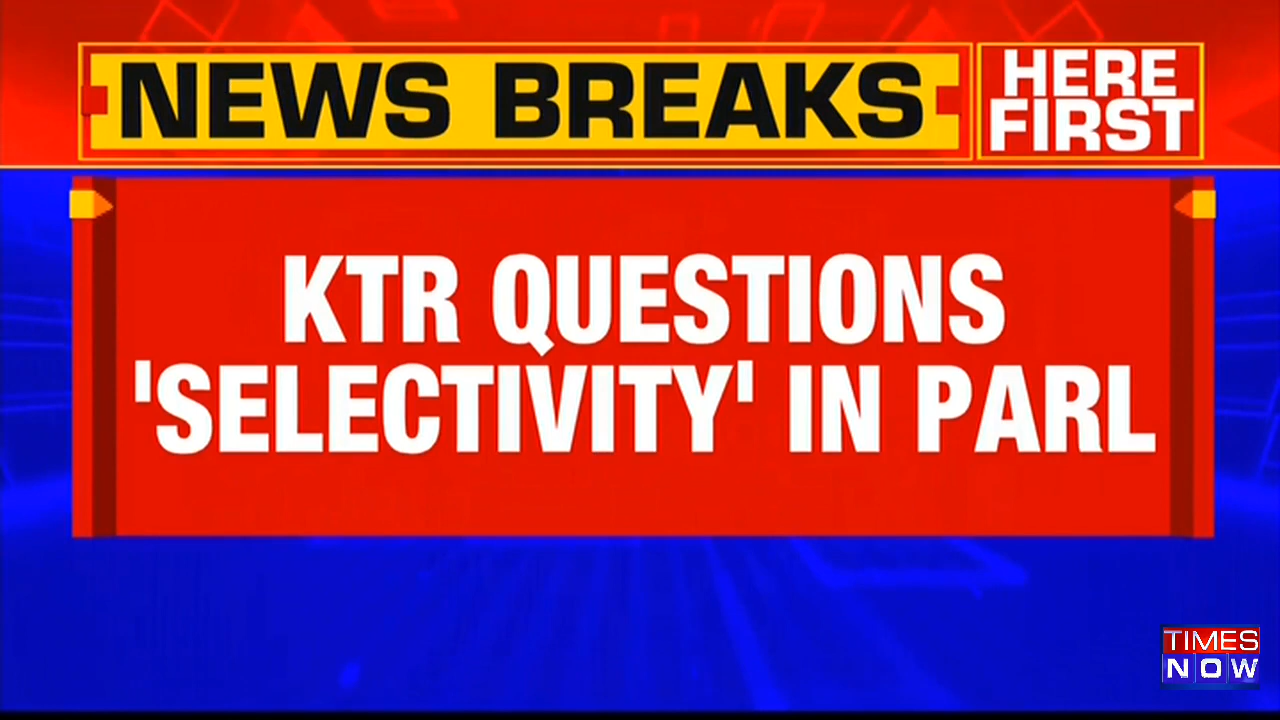 NEWS BREAKS
HERE
FIRST
KTR QUESTIONS
'SELECTIVITY' IN PARL
TIMES
NOW